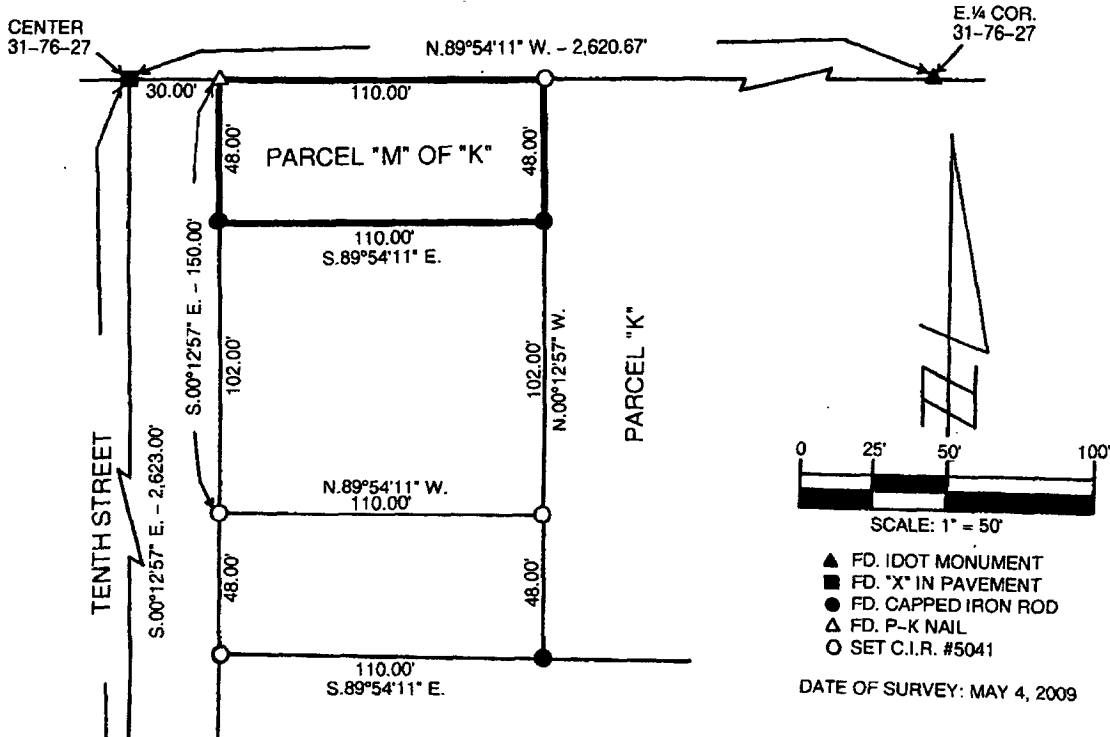 CENTER
31-76-27
N.89°54'11" W. - 2,620.67'
E.¼ COR.
31-76-27
30.00'
110.00'
48.00'
PARCEL "M" OF "K"
48.00'
110.00'
S.89°54'11" E.
S.00°12'57" E. - 150.00'
102.00'
102.00'
N.00°12'57" W.
PARCEL "K"
TENTH STREET
S.00°12'57" E. - 2,623.00'
N.89°54'11" W.
110.00'
48.00'
48.00'
110.00'
S.89°54'11" E.
0 25' 50' 100'
SCALE: 1" = 50'
FD. IDOT MONUMENT
FD. "X" IN PAVEMENT
FD. CAPPED IRON ROD
FD. P-K NAIL
SET C.I.R. #5041
DATE OF SURVEY: MAY 4, 2009